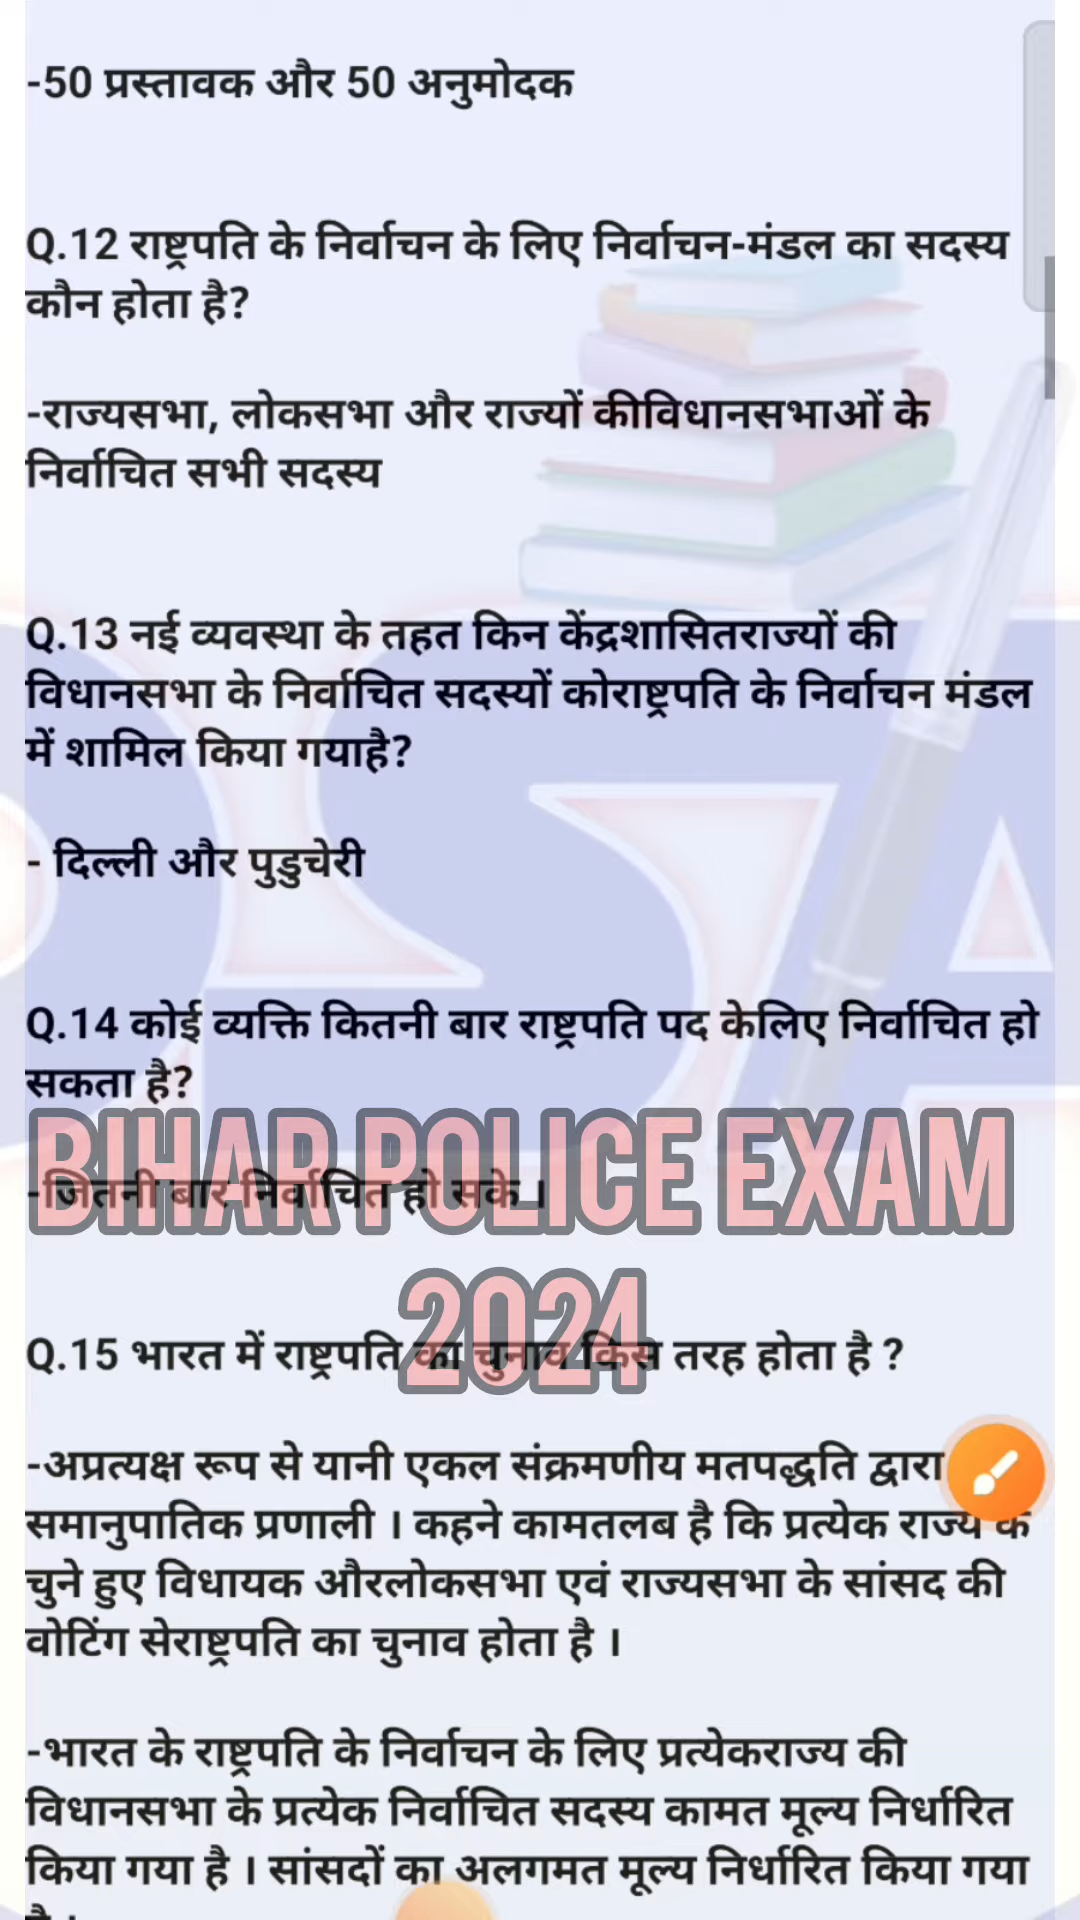 -50 प्रस्तावक और 50 अनुमोदक
Q.12 राष्ट्रपति के निर्वाचन के लिए निर्वाचन-मंडल का सदस्य
कौन होता है?
-राज्यसभा, लोकसभा और राज्यों कीविधानसभाओं के
निर्वाचित सभी सदस्य
Q.13 नई व्यवस्था के तहत किन केंद्रशासितराज्यों की
विधानसभा के निर्वाचित सदस्यों कोराष्ट्रपति के निर्वाचन मंडल
में शामिल किया गयाहै?
- दिल्ली और पुडुचेरी
Q.14 कोई व्यक्ति कितनी बार राष्ट्रपति पद केलिए निर्वाचित हो
सकता है?
BIHAR POLICE EXAM
-जितनी बार निर्वाचित हो सके ।
2024
Q.15 भारत में राष्ट्रपति का चुनाव किस तरह होता है ?
-अप्रत्यक्ष रूप से यानी एकल संक्रमणीय मतपद्धति द्वारा
समानुपातिक प्रणाली । कहने कामतलब है कि प्रत्येक राज्य के
चुने हुए विधायक औरलोकसभा एवं राज्यसभा के सांसद की
वोटिंग सेराष्ट्रपति का चुनाव होता है ।
-भारत के राष्ट्रपति के निर्वाचन के लिए प्रत्येकराज्य की
विधानसभा के प्रत्येक निर्वाचित सदस्य कामत मूल्य निर्धारित
किया गया है । सांसदों का अलगमत मूल्य निर्धारित किया गया